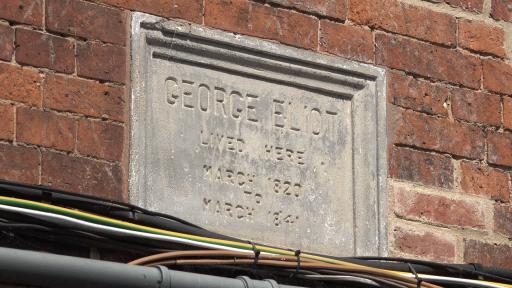 GEORGE ELIOT
LIVED HERE
MARCH 1820
TO
MARCH 1841